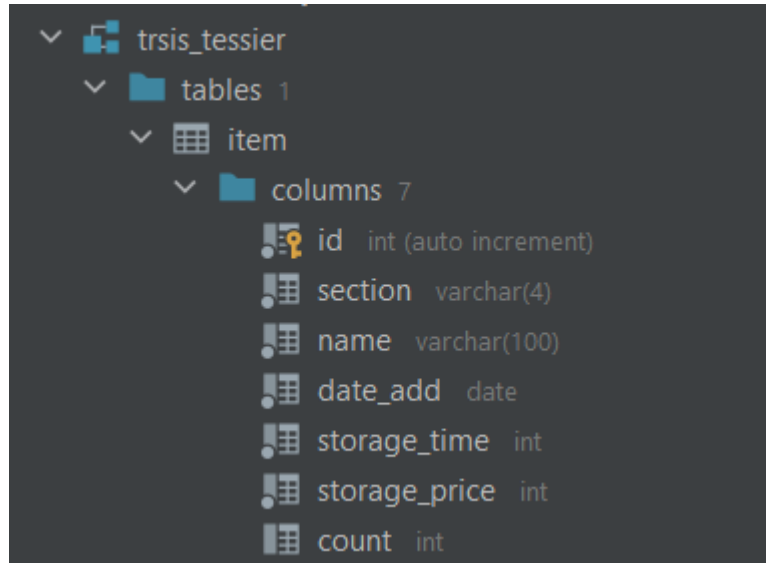 trsis_tessier
tables 1
item
columns 7
id int (auto increment)
section varchar(4)
name varchar(100)
date_add date
storage_time int
storage_price int
count int